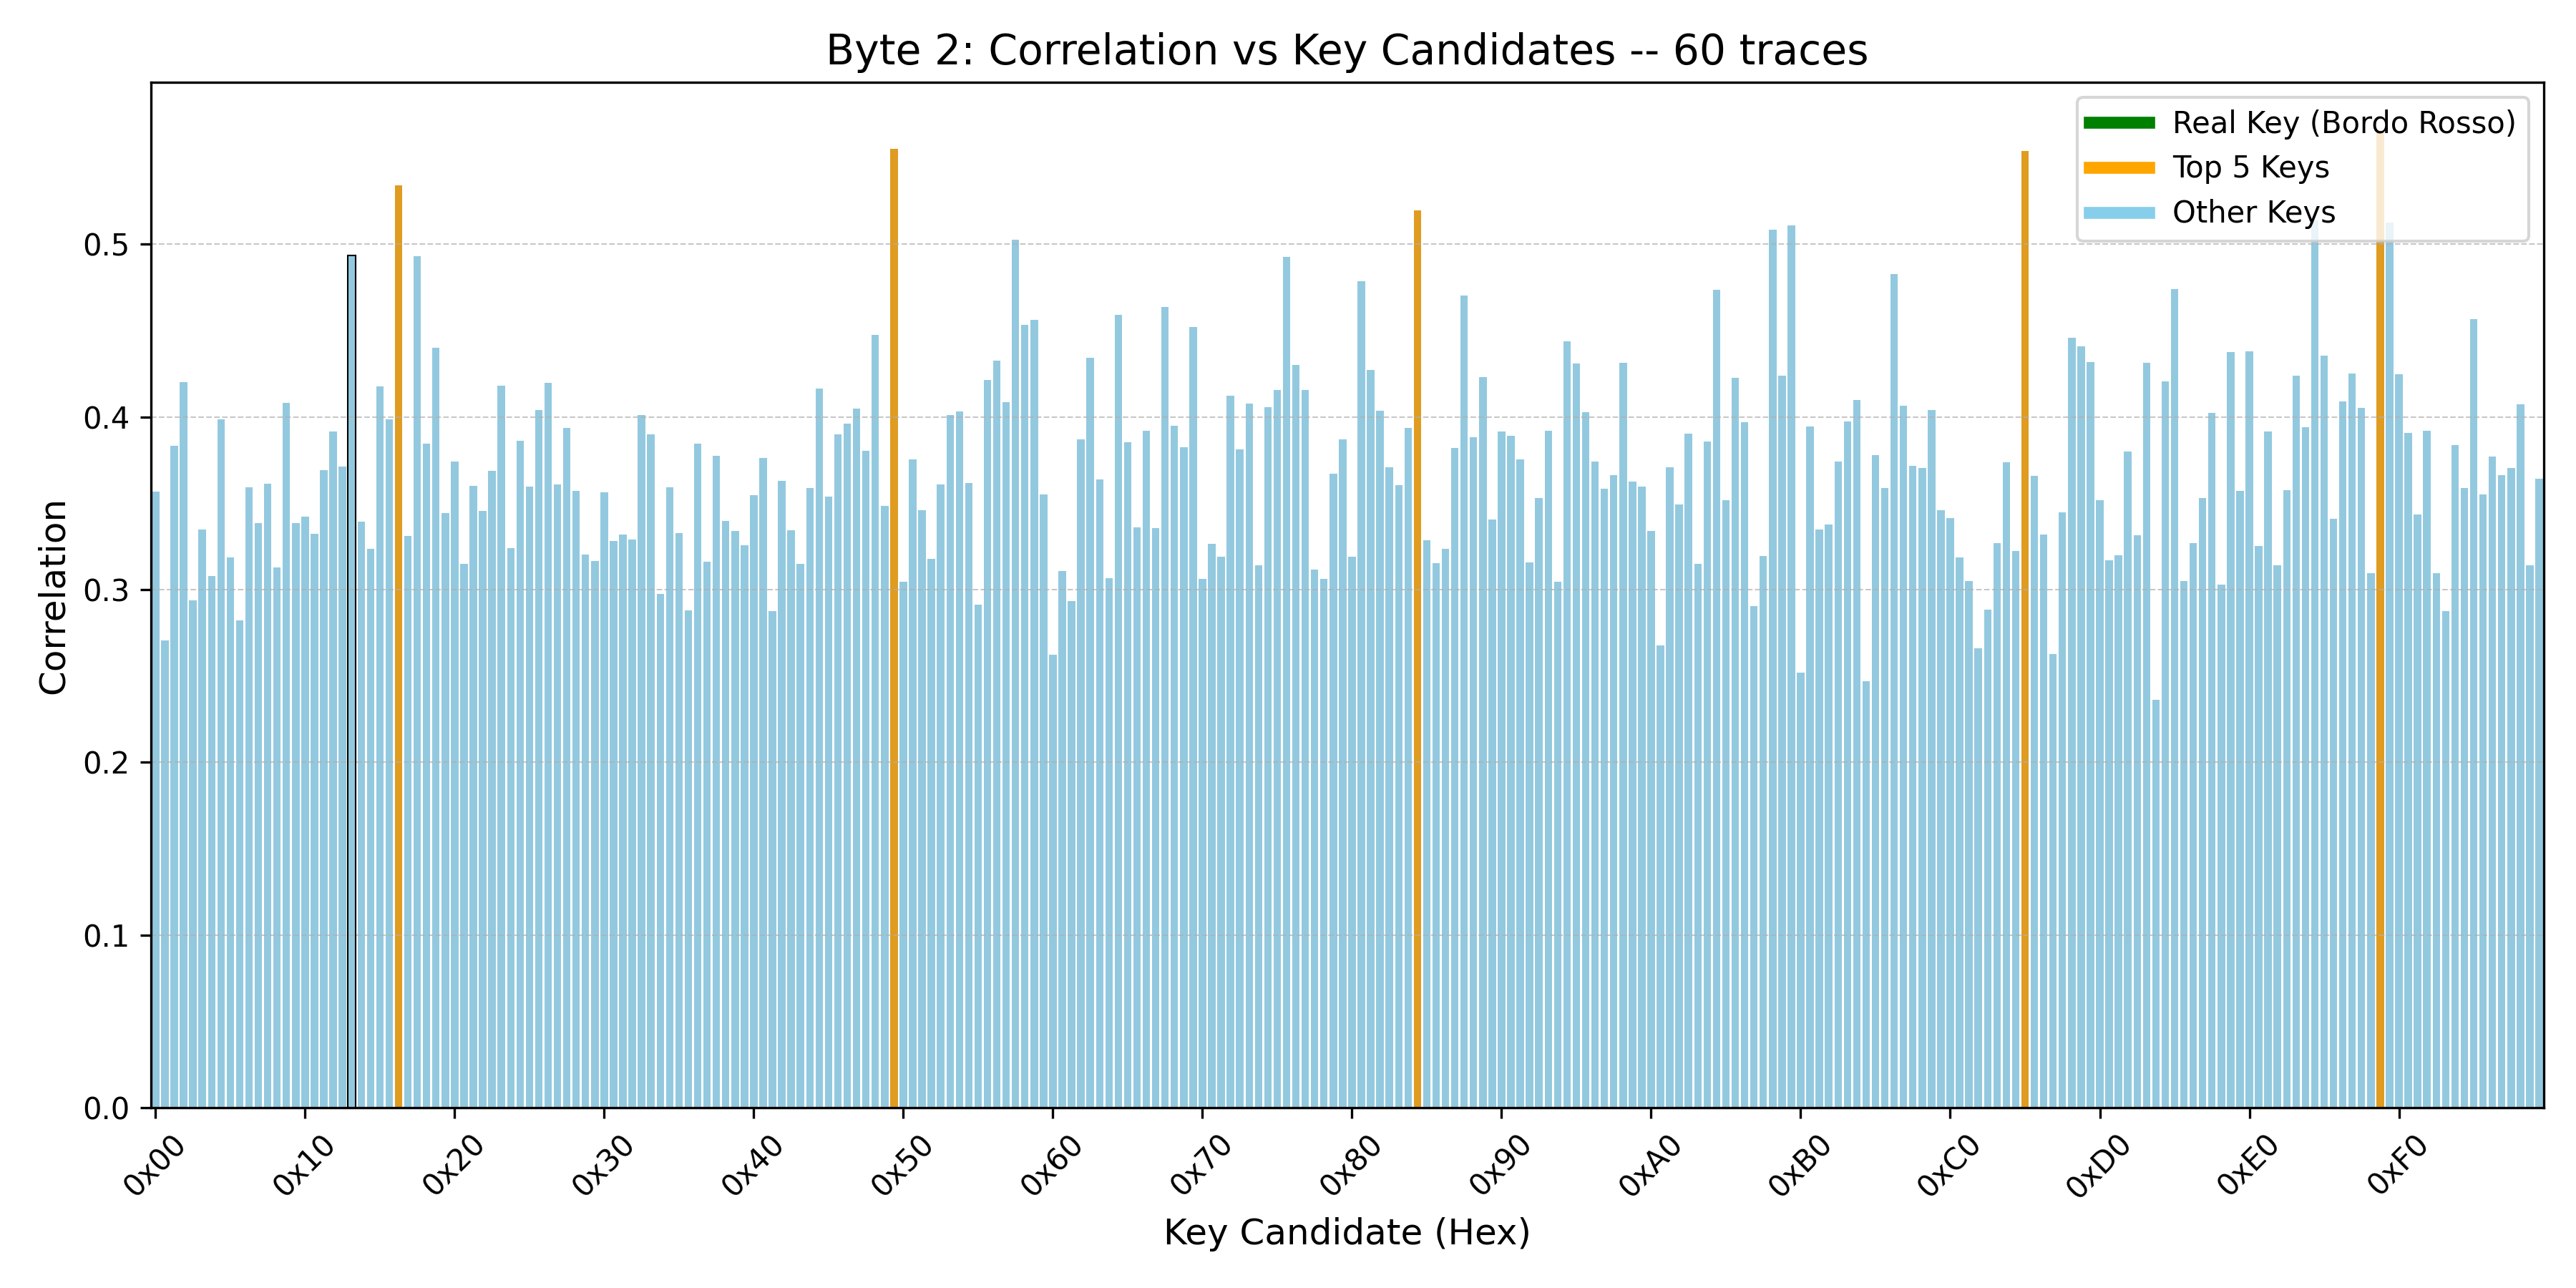 Byte 2: Correlation vs Key Candidates -- 60 traces
Real Key (Bordo Rosso)
Top 5 Keys
Other Keys
Correlation
0.5
0.4
0.3
0.2
0.1
0.0
0x00 0x10 0x20 0x30 0x40 0x50 0x60 0x70 0x80 0x90 0xA0 0xB0 0xC0 0xD0 0xE0 0xF0
Key Candidate (Hex)